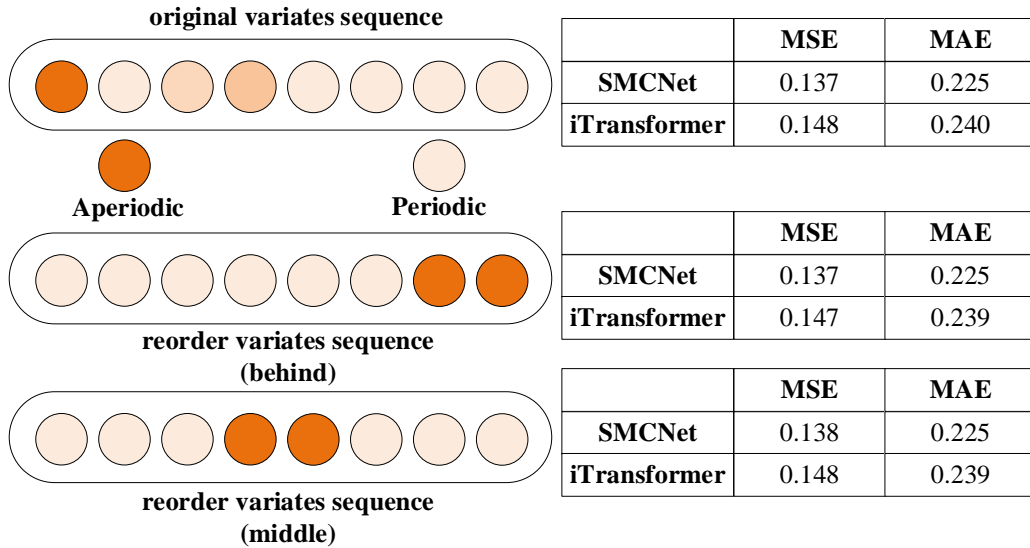 original variates sequence
MSE MAE
SMCNet 0.137 0.225
iTransformer 0.148 0.240
Aperiodic Periodic
MSE MAE
SMCNet 0.137 0.225
iTransformer 0.147 0.239
reorder variates sequence
(behind)
MSE MAE
SMCNet 0.138 0.225
iTransformer 0.148 0.239
reorder variates sequence
(middle)